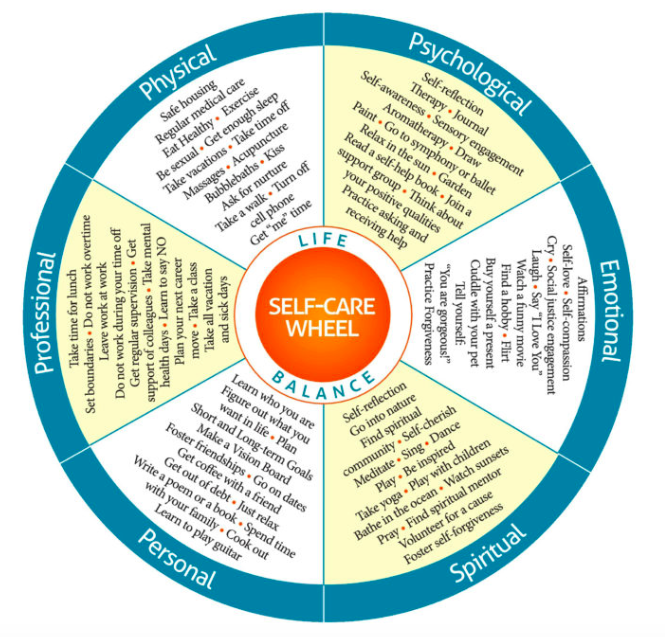 Physical
Safe housing
Regular medical care
Eat Healthy • Exercise
Be sexual • Get enough sleep
Take vacations • Take time off
Massages • Acupuncture
Bubblebaths • Kiss
Ask for nurture
Take a walk • Turn off
cell phone
Get "me" time
Psychological
Self-reflection
Therapy • Journal
Self-awareness • Sensory engagement
Aromatherapy • Draw
Paint • Go to symphony or ballet
Relax in the sun • Garden
Read a self-help book • Join a
support group • Think about
your positive qualities
Practice asking and
receiving help
Emotional
Affirmations
Self-love • Self-compassion
Cry • Social justice engagement
Laugh • Say "I Love You"
Watch a funny movie
Find a hobby • Flirt
Buy yourself a present
Cuddle with your pet
Tell yourself:
"You are gorgeous!"
Practice Forgiveness
Spiritual
Self-reflection
Go into nature
Find spiritual
community • Self-cherish
Meditate • Sing • Dance
Play • Be inspired
Take yoga • Play with children
Bathe in the ocean • Watch sunsets
Pray • Find spiritual mentor
Volunteer for a cause
Foster self-forgiveness
Personal
Learn who you are
Figure out what you
want in life • Plan
Short and Long-term Goals
Make a Vision Board
Foster friendships • Go on dates
Get coffee with a friend
Get out of debt • Just relax
Write a poem or a book • Spend time
with your family • Cook out
Learn to play guitar
Professional
Take time for lunch
Set boundaries • Do not work overtime
Leave work at work
Do not work during your time off
Get regular supervision • Get
support of colleagues • Take mental
health days • Learn to say NO
Plan your next career
move • Take a class
Take all vacation
and sick days
LIFE
SELF-CARE
WHEEL
BALANCE